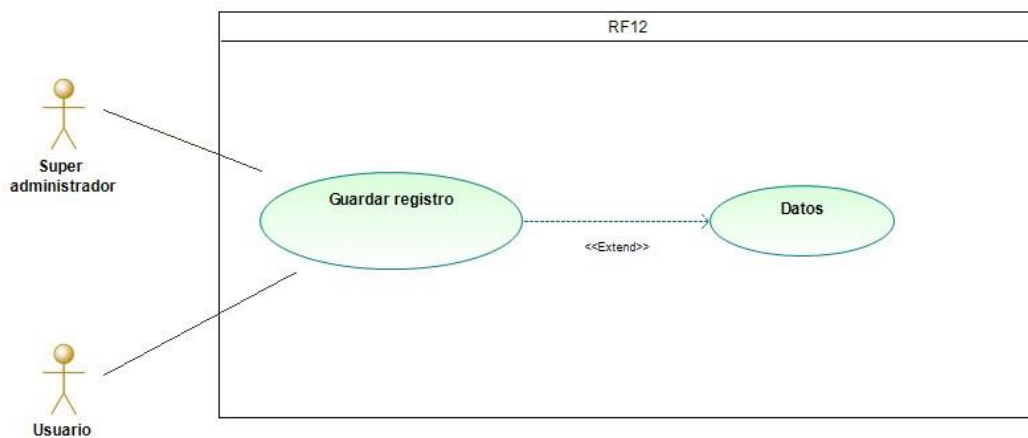 RF12
Super
administrador
Guardar registro
Datos
<<Extend>>
Usuario